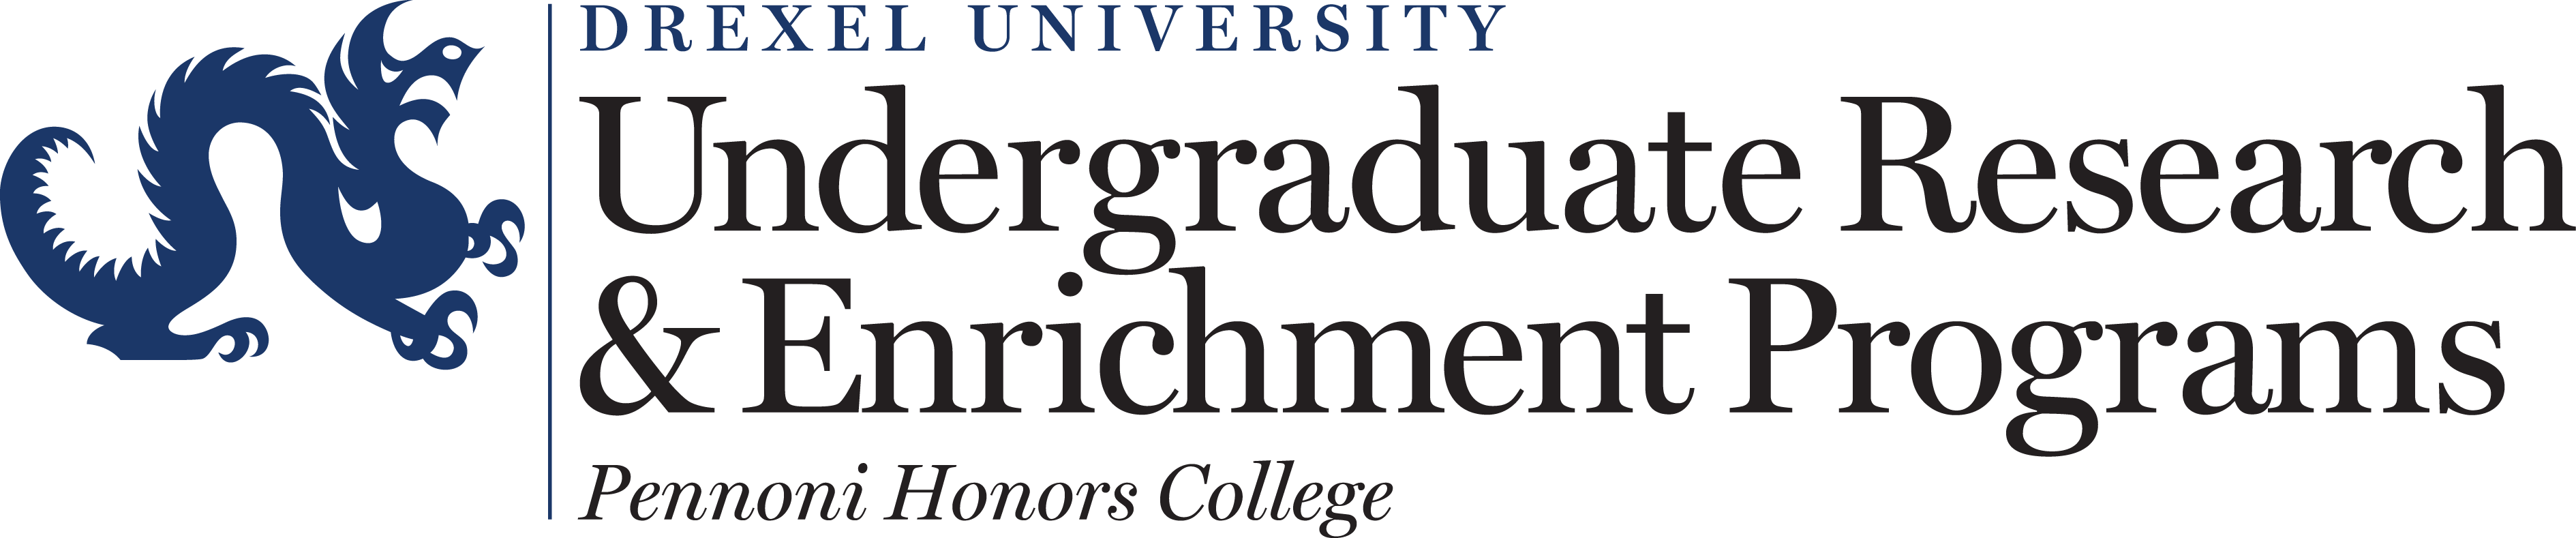 DREXEL UNIVERSITY
Undergraduate Research
& Enrichment Programs
Pennoni Honors College